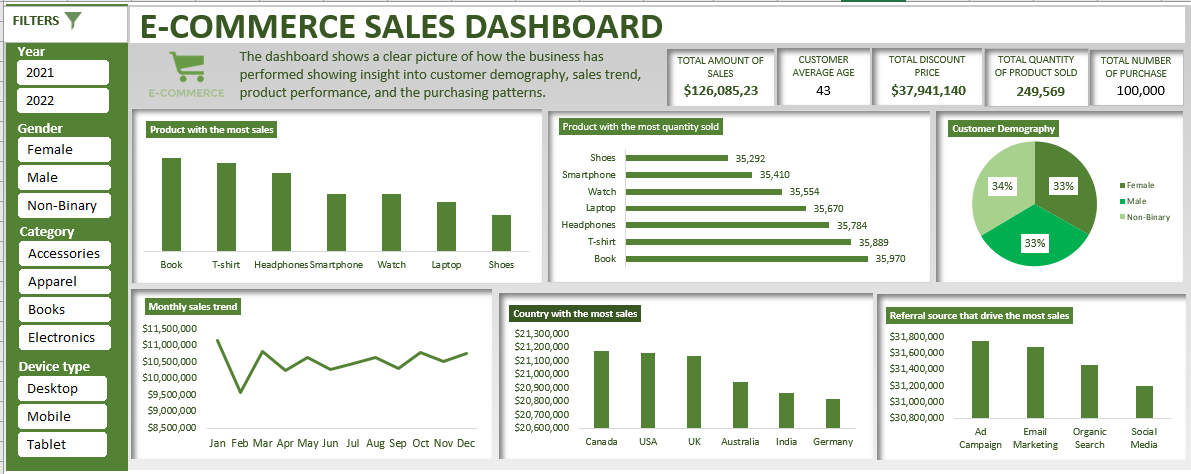 FILTERS
E-COMMERCE SALES DASHBOARD
Year
2021
2022
Gender
Female
Male
Non-Binary
Category
Accessories
Apparel
Books
Electronics
Device type
Desktop
Mobile
Tablet
E-COMMERCE
The dashboard shows a clear picture of how the business has
performed showing insight into customer demography, sales trend,
product performance, and the purchasing patterns.
TOTAL AMOUNT OF
SALES
$126,085,23
CUSTOMER
AVERAGE AGE
43
TOTAL DISCOUNT
PRICE
$37,941,140
TOTAL QUANTITY
OF PRODUCT SOLD
249,569
TOTAL NUMBER
OF PURCHASE
100,000
Product with the most sales
Book T-shirt Headphones Smartphone Watch Laptop Shoes
Product with the most quantity sold
Shoes 35,292
Smartphone 35,410
Watch 35,554
Laptop 35,670
Headphones 35,784
T-shirt 35,889
Book 35,970
Customer Demography
34% 33%
33%
Female
Male
Non-Binary
Monthly sales trend
$11,500,000
$11,000,000
$10,500,000
$10,000,000
$9,500,000
$9,000,000
$8,500,000
Jan Feb Mar Apr May Jun Jul Aug Sep Oct Nov Dec
Country with the most sales
$21,300,000
$21,200,000
$21,100,000
$21,000,000
$20,900,000
$20,800,000
$20,700,000
$20,600,000
Canada USA UK Australia India Germany
Referral source that drive the most sales
$31,800,000
$31,600,000
$31,400,000
$31,200,000
$31,000,000
$30,800,000
Ad Email Organic Social
Campaign Marketing Search Media